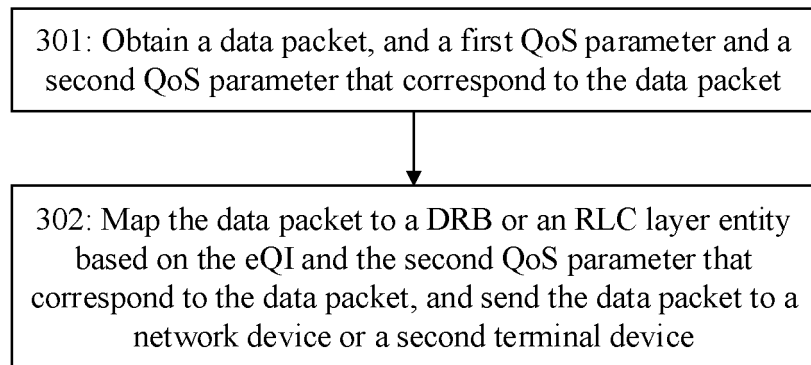 301: Obtain a data packet, and a first QoS parameter and a
second QoS parameter that correspond to the data packet
302: Map the data packet to a DRB or an RLC layer entity
based on the eQI and the second QoS parameter that
correspond to the data packet, and send the data packet to a
network device or a second terminal device